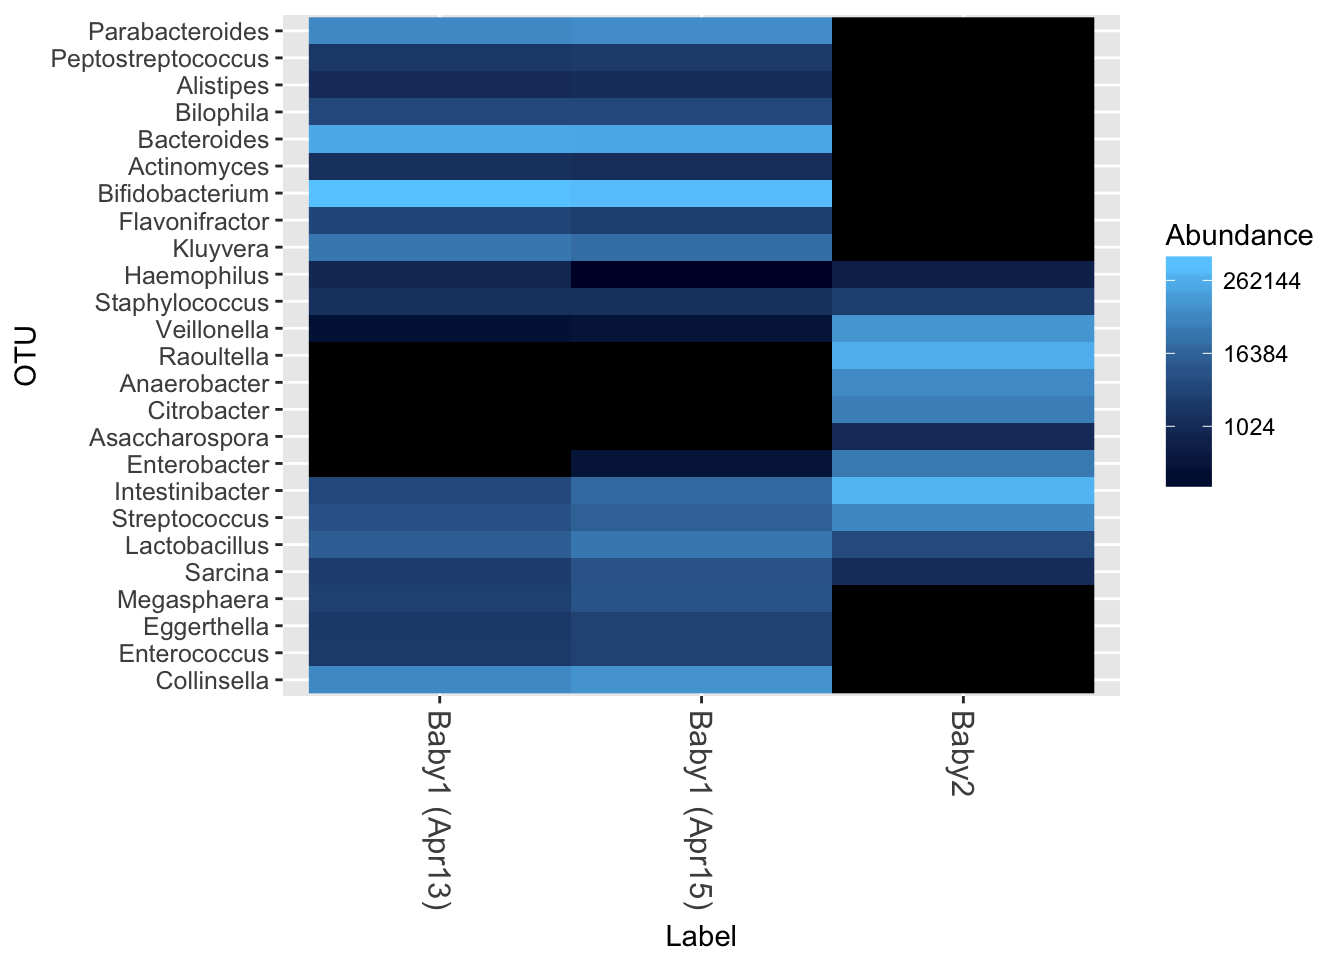 OTU
Parabacteroides
Peptostreptococcus
Alistipes
Bilophila
Bacteroides
Actinomyces
Bifidobacterium
Flavonifractor
Kluyvera
Haemophilus
Staphylococcus
Veillonella
Raoultella
Anaerobacter
Citrobacter
Asaccharospora
Enterobacter
Intestinibacter
Streptococcus
Lactobacillus
Sarcina
Megasphaera
Eggerthella
Enterococcus
Collinsella
Baby1 (Apr13)
Baby1 (Apr15)
Baby2
Label
Abundance
262144
16384
1024